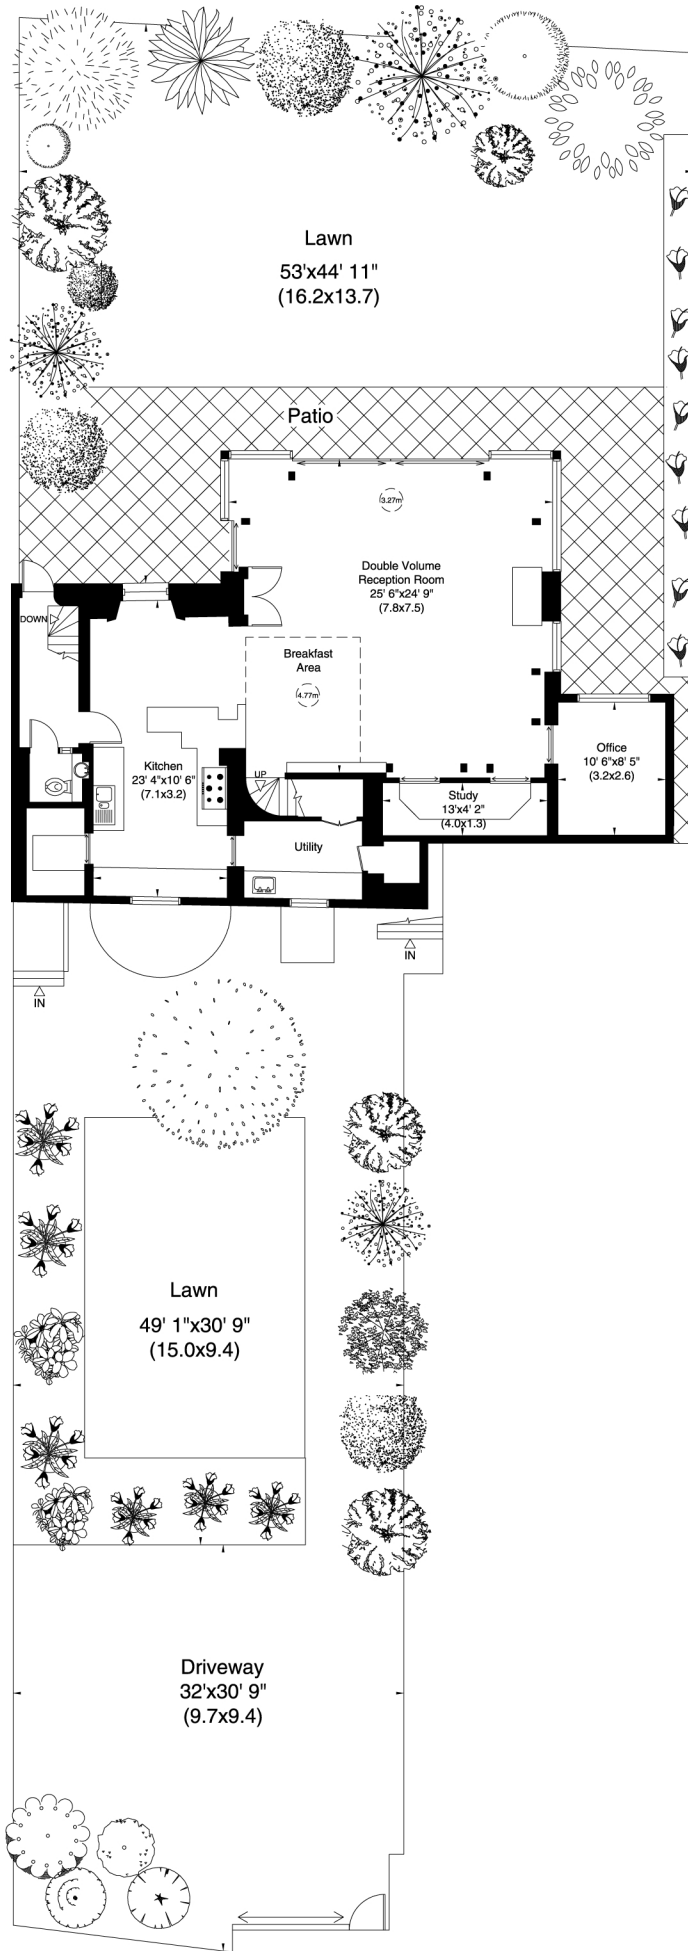 Lawn
53'x44' 11"
(16.2x13.7)
Patio
3.27m
Double Volume
Reception Room
25' 6"x24' 9"
(7.8x7.5)
DOWN
Breakfast
Area
4.77m
Kitchen
23' 4"x10' 6"
(7.1x3.2)
UP
Office
10' 6"x8' 5"
(3.2x2.6)
Study
13'x4' 2"
(4.0x1.3)
Utility
IN
IN
Lawn
49' 1"x30' 9"
(15.0x9.4)
Driveway
32'x30' 9"
(9.7x9.4)